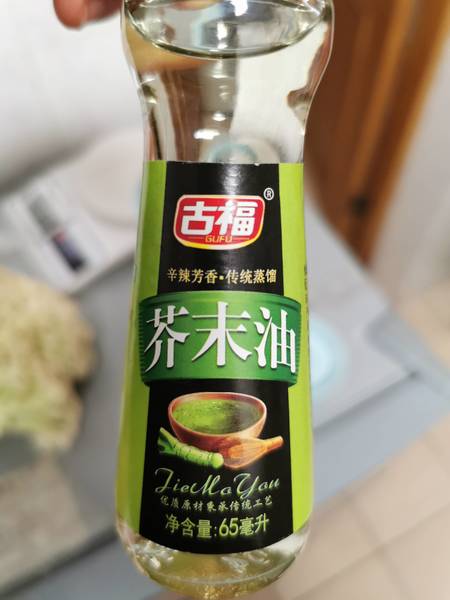 古福®
GUFU
辛辣芳香·传统蒸馏
芥末油
JieMoYou
优质原材秉承传统工艺
净含量:65毫升